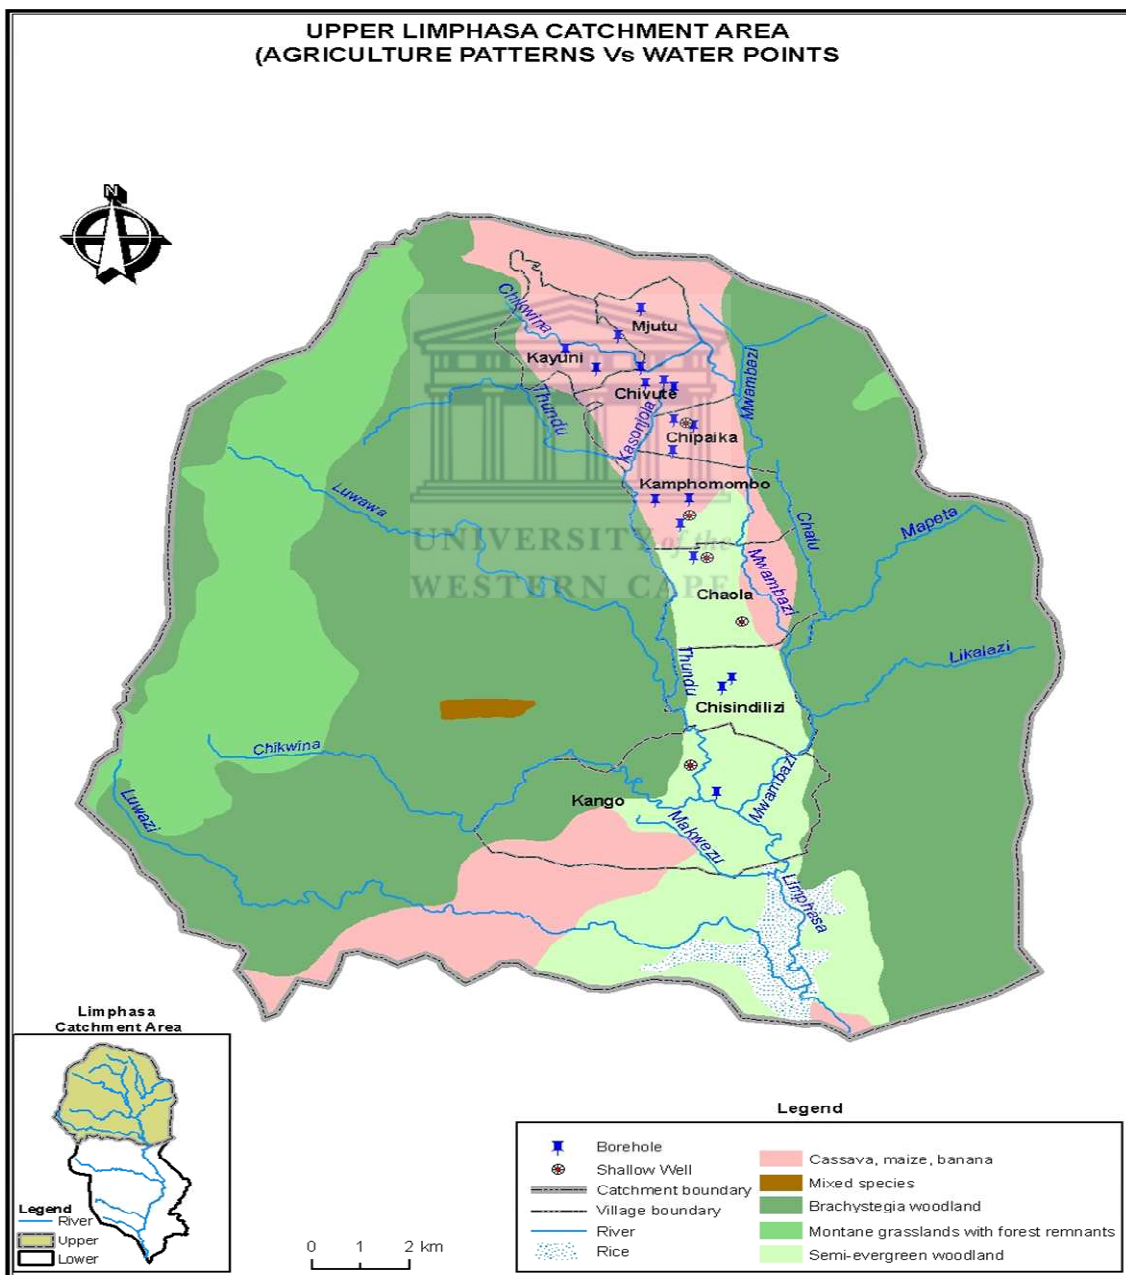 UPPER LIMPHASA CATCHMENT AREA
(AGRICULTURE PATTERNS Vs WATER POINTS
N
Chikwina
Mjutu
Kayuni
Mwambazi
Chivute
Thundu
Kasonjola
Chipaika
Kamphomombo
Luwawa
Chatu
Mapeta
UNIVERSITY of the
WESTERN CAPE
Mwambazi
Chaola
Likalazi
Thundu
Chisindilizi
Chikwina
Mwambazi
Luwazi
Kango
Makwezu
Limphasa
Limphasa
Catchment Area
Legend
River
Upper
Lower
0 1 2 km
Legend
Borehole
Shallow Well
Catchment boundary
Village boundary
River
Rice
Cassava, maize, banana
Mixed species
Brachystegia woodland
Montane grasslands with forest remnants
Semi-evergreen woodland